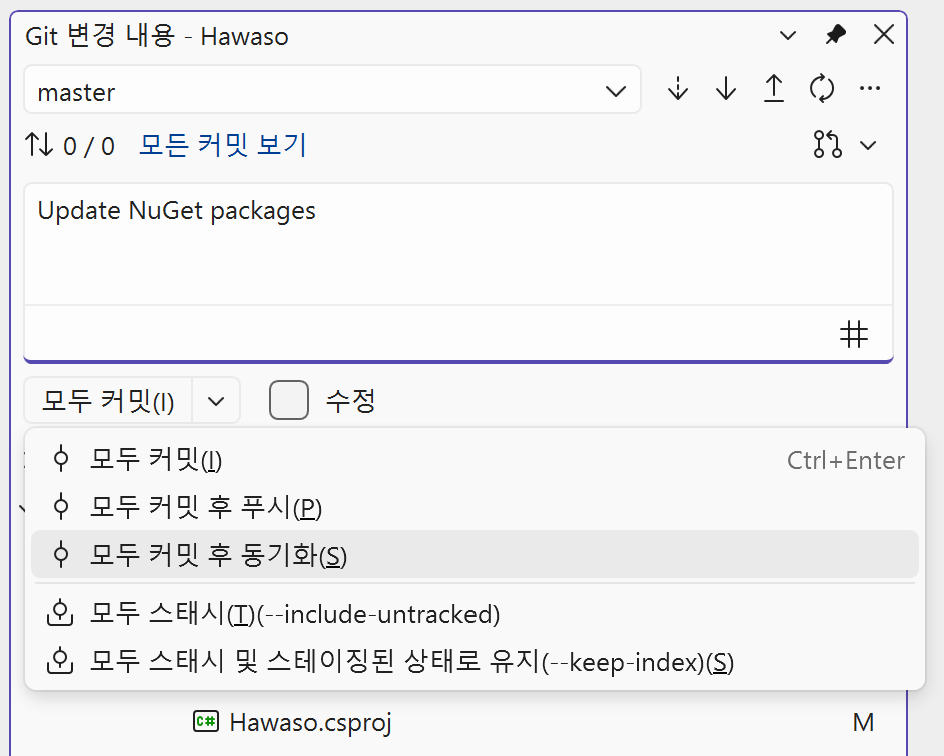 Git 변경 내용 - Hawaso
master
0 / 0 모든 커밋 보기
Update NuGet packages
모두 커밋(I) 수정
모두 커밋(I) Ctrl+Enter
모두 커밋 후 푸시(P)
모두 커밋 후 동기화(S)
모두 스태시(T)(--include-untracked)
모두 스태시 및 스테이징된 상태로 유지(--keep-index)(S)
C# Hawaso.csproj M